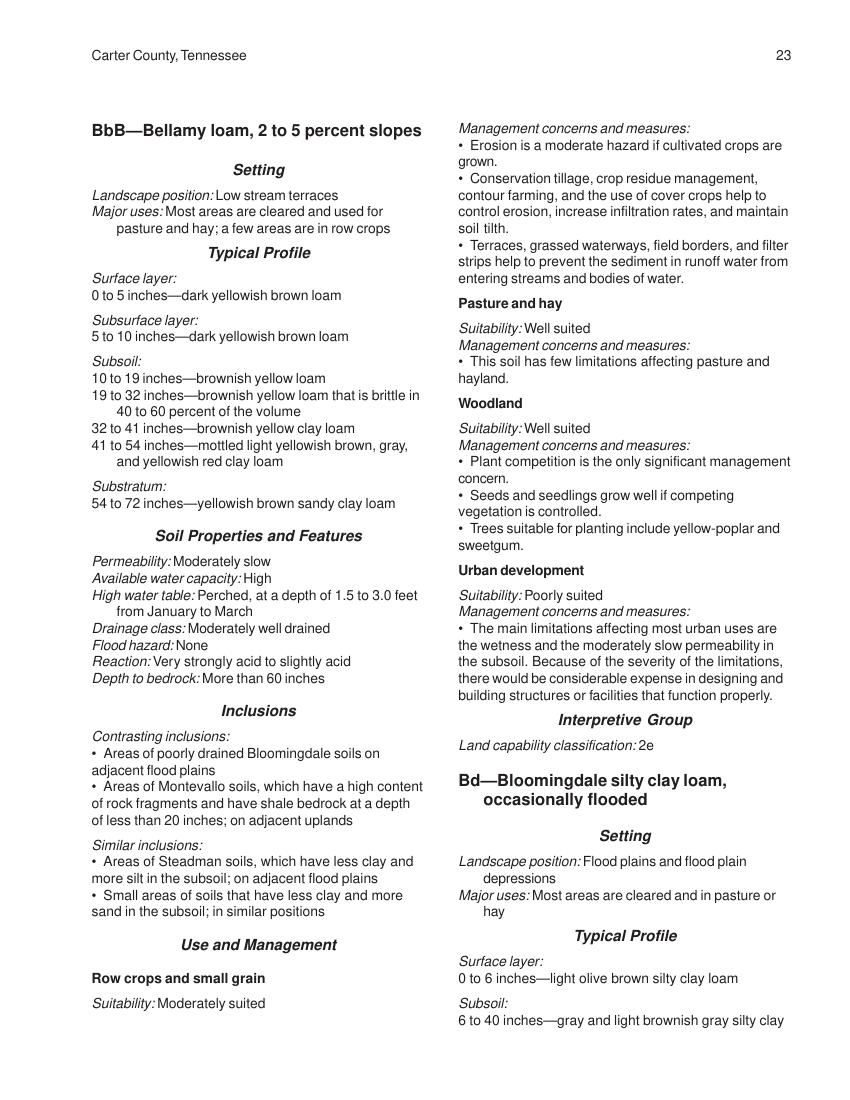 Carter County, Tennessee
23
BbB—Bellamy loam, 2 to 5 percent slopes
Setting
Landscape position: Low stream terraces
Major uses: Most areas are cleared and used for
pasture and hay; a few areas are in row crops
Typical Profile
Surface layer:
0 to 5 inches—dark yellowish brown loam
Subsurface layer:
5 to 10 inches—dark yellowish brown loam
Subsoil:
10 to 19 inches—brownish yellow loam
19 to 32 inches—brownish yellow loam that is brittle in
40 to 60 percent of the volume
32 to 41 inches—brownish yellow clay loam
41 to 54 inches—mottled light yellowish brown, gray,
and yellowish red clay loam
Substratum:
54 to 72 inches—yellowish brown sandy clay loam
Soil Properties and Features
Permeability: Moderately slow
Available water capacity: High
High water table: Perched, at a depth of 1.5 to 3.0 feet
from January to March
Drainage class: Moderately well drained
Flood hazard: None
Reaction: Very strongly acid to slightly acid
Depth to bedrock: More than 60 inches
Inclusions
Contrasting inclusions:
• Areas of poorly drained Bloomingdale soils on
adjacent flood plains
• Areas of Montevallo soils, which have a high content
of rock fragments and have shale bedrock at a depth
of less than 20 inches; on adjacent uplands
Similar inclusions:
• Areas of Steadman soils, which have less clay and
more silt in the subsoil; on adjacent flood plains
• Small areas of soils that have less clay and more
sand in the subsoil; in similar positions
Use and Management
Row crops and small grain
Suitability: Moderately suited
Management concerns and measures:
• Erosion is a moderate hazard if cultivated crops are
grown.
• Conservation tillage, crop residue management,
contour farming, and the use of cover crops help to
control erosion, increase infiltration rates, and maintain
soil tilth.
• Terraces, grassed waterways, field borders, and filter
strips help to prevent the sediment in runoff water from
entering streams and bodies of water.
Pasture and hay
Suitability: Well suited
Management concerns and measures:
• This soil has few limitations affecting pasture and
hayland.
Woodland
Suitability: Well suited
Management concerns and measures:
• Plant competition is the only significant management
concern.
• Seeds and seedlings grow well if competing
vegetation is controlled.
• Trees suitable for planting include yellow-poplar and
sweetgum.
Urban development
Suitability: Poorly suited
Management concerns and measures:
• The main limitations affecting most urban uses are
the wetness and the moderately slow permeability in
the subsoil. Because of the severity of the limitations,
there would be considerable expense in designing and
building structures or facilities that function properly.
Interpretive Group
Land capability classification: 2e
Bd—Bloomingdale silty clay loam,
occasionally flooded
Setting
Landscape position: Flood plains and flood plain
depressions
Major uses: Most areas are cleared and in pasture or
hay
Typical Profile
Surface layer:
0 to 6 inches—light olive brown silty clay loam
Subsoil:
6 to 40 inches—gray and light brownish gray silty clay